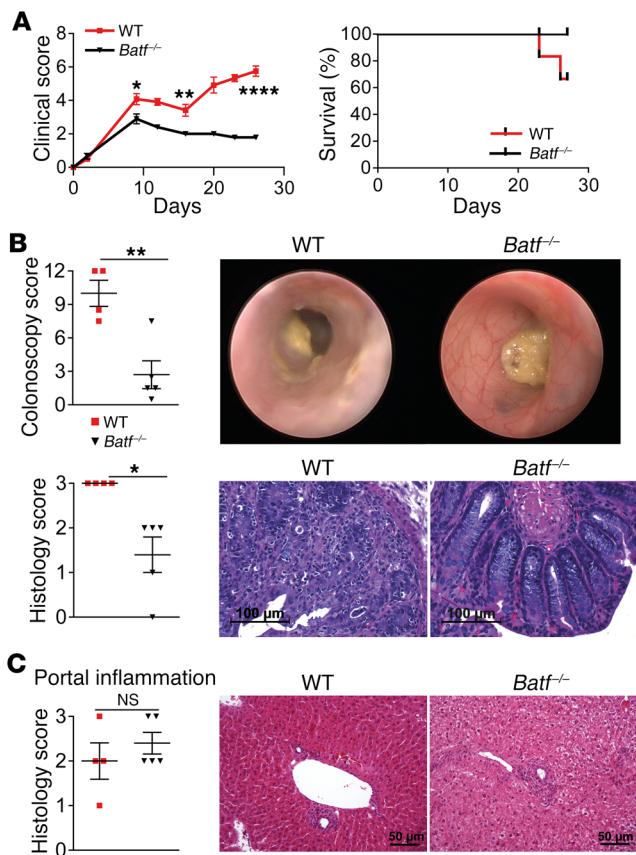 A
WT
Batf–/–
Clinical score
8
6
4
2
0
* ** ****
0 10 20 30
Days
Survival (%)
100
80
60
40
20
0
WT
Batf–/–
0 10 20 30
Days
B
Colonoscopy score
12
9
6
3
0
**
WT
Batf–/–
WT
Batf–/–
Histology score
3
2
1
0
*
WT
100 μm
Batf–/–
100 μm
C
Portal inflammation
Histology score
3
2
1
0
NS
WT
50 μm
Batf–/–
50 μm